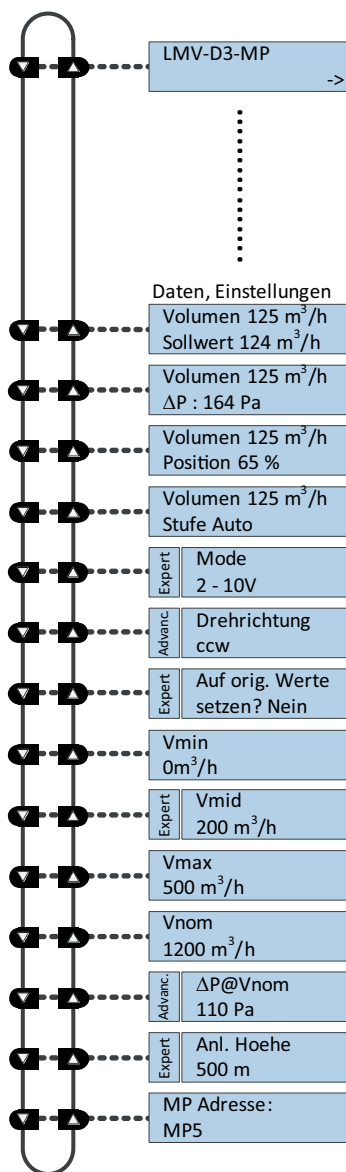 LMV-D3-MP
->
Daten, Einstellungen
Volumen 125 m³/h
Sollwert 124 m³/h
Volumen 125 m³/h
ΔP : 164 Pa
Volumen 125 m³/h
Position 65 %
Volumen 125 m³/h
Stufe Auto
Expert
Mode
2 - 10V
Advanc.
Drehrichtung
ccw
Expert
Auf orig. Werte
setzen? Nein
Vmin
0m³/h
Expert
Vmid
200 m³/h
Vmax
500 m³/h
Vnom
1200 m³/h
Advanc.
ΔP@Vnom
110 Pa
Expert
Anl. Hoehe
500 m
MP Adresse:
MP5